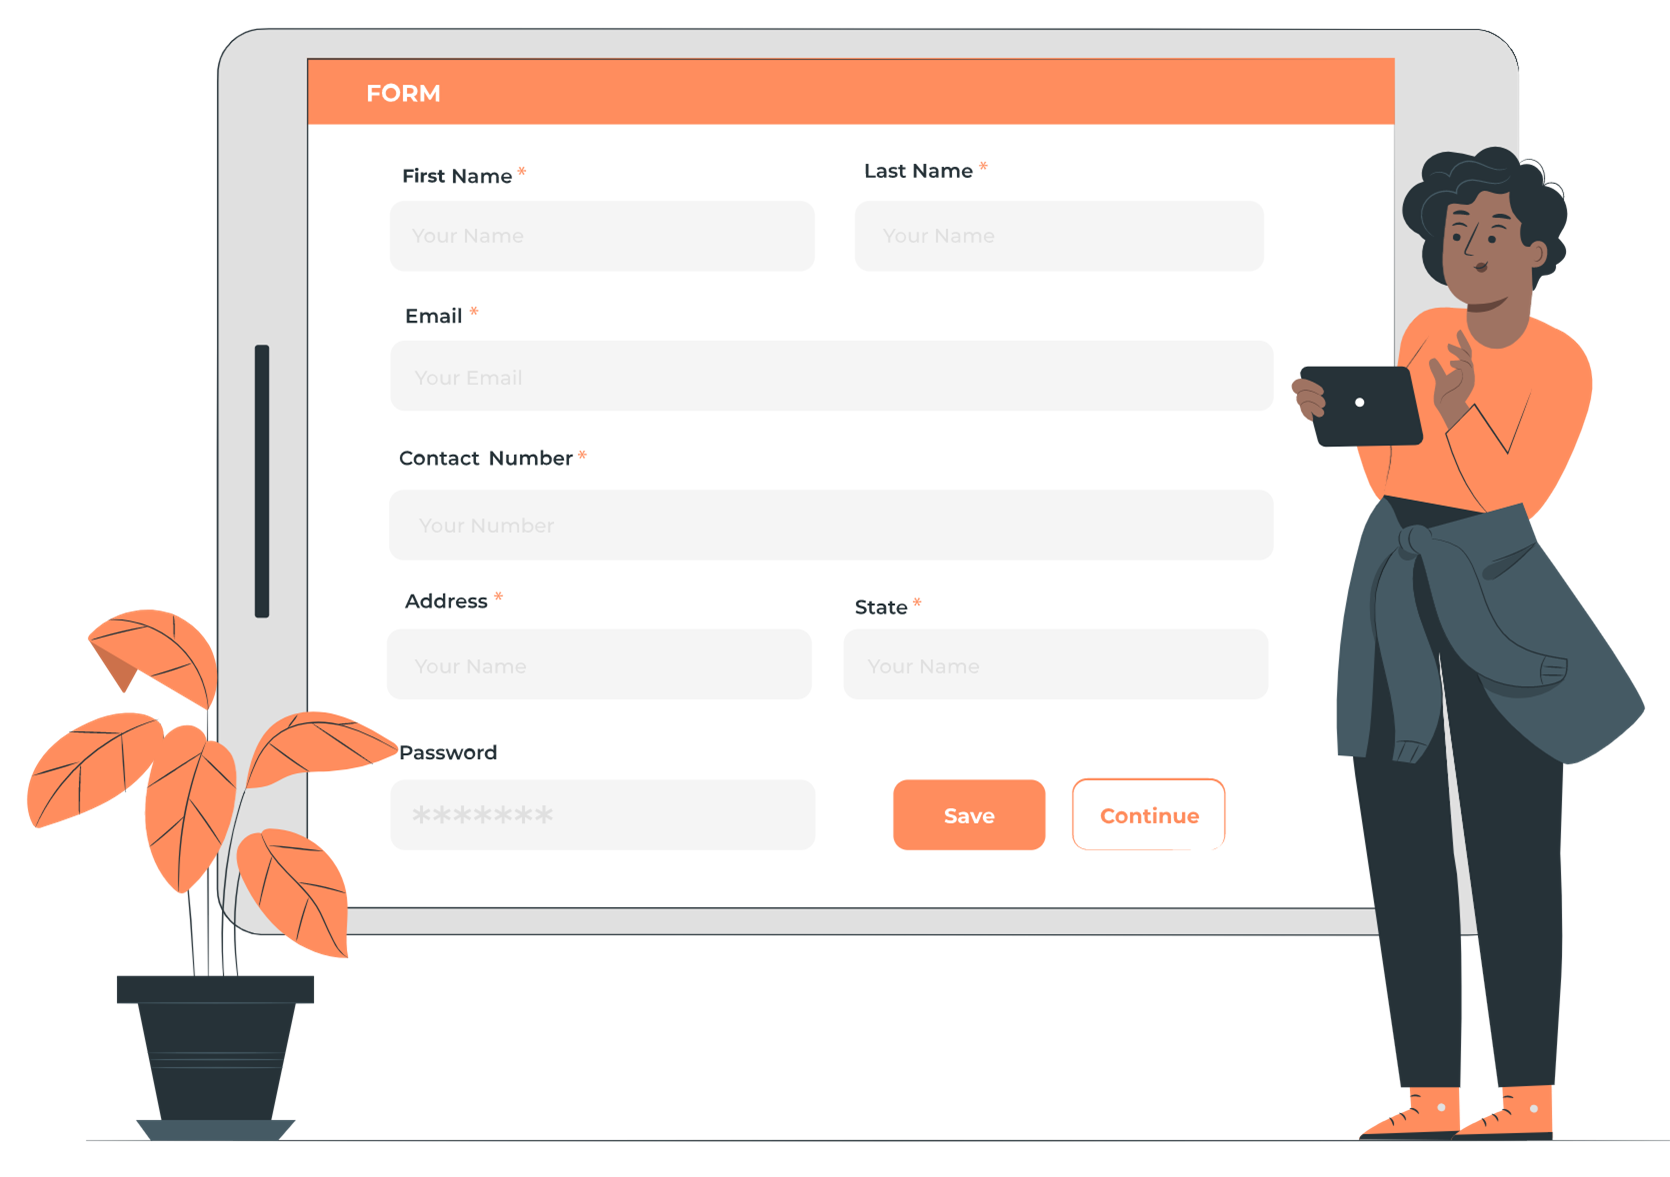 FORM
First Name * Last Name *
Your Name Your Name
Email *
Your Email
Contact Number *
Your Number
Address * State *
Your Name Your Name
Password
*******
Save Continue